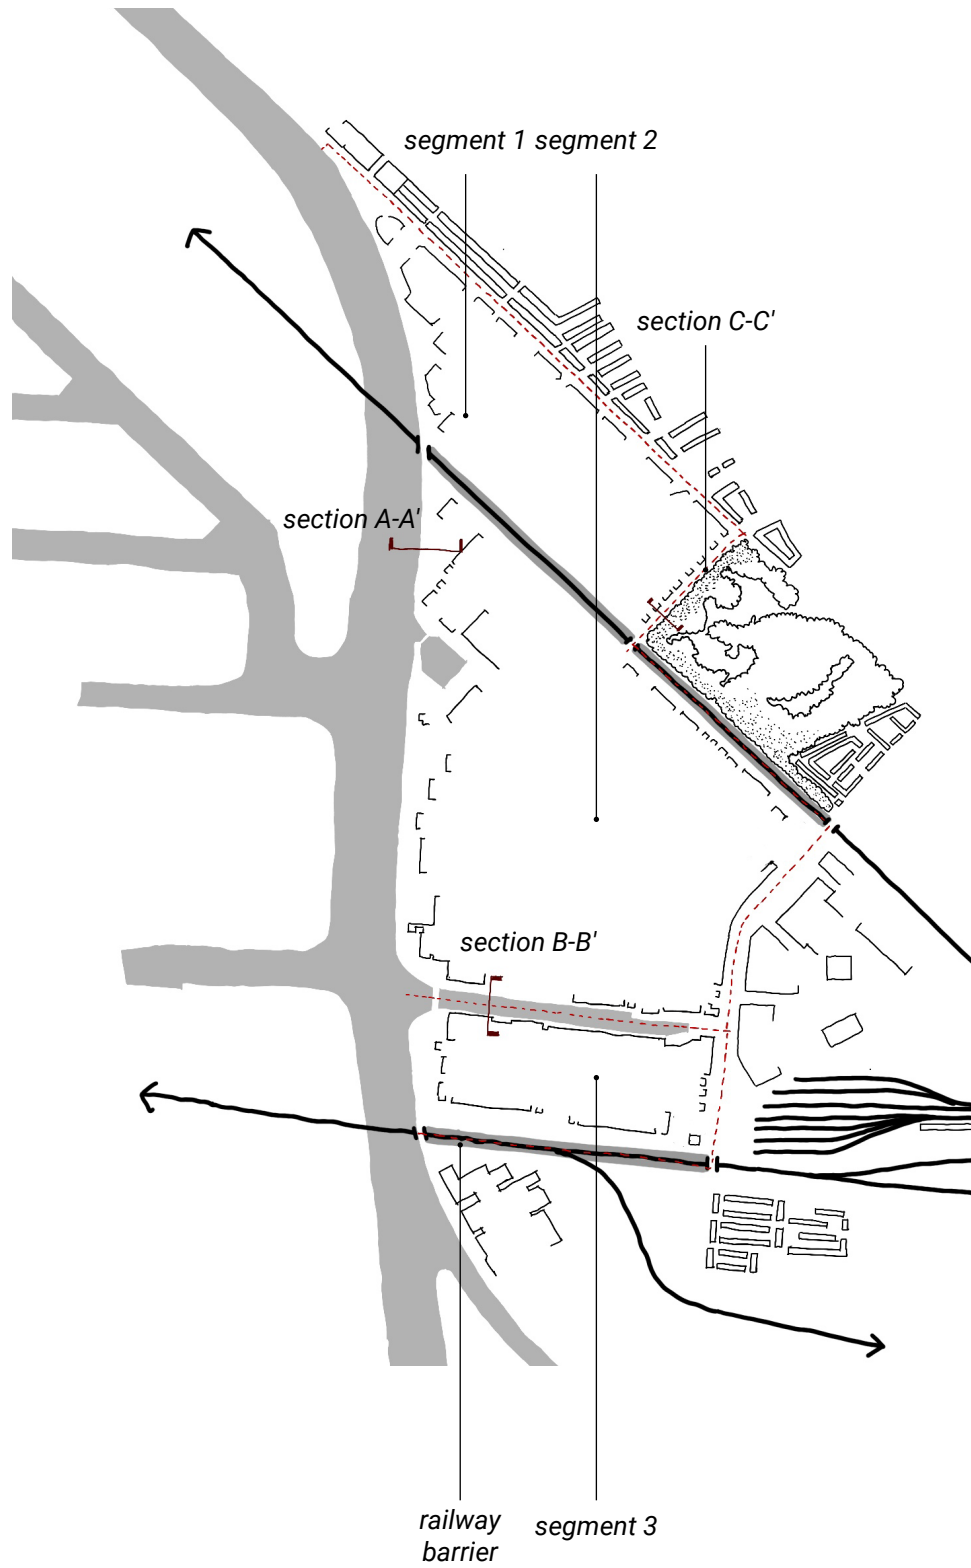 segment 1
segment 2
section C-C'
section A-A'
section B-B'
railway
barrier
segment 3